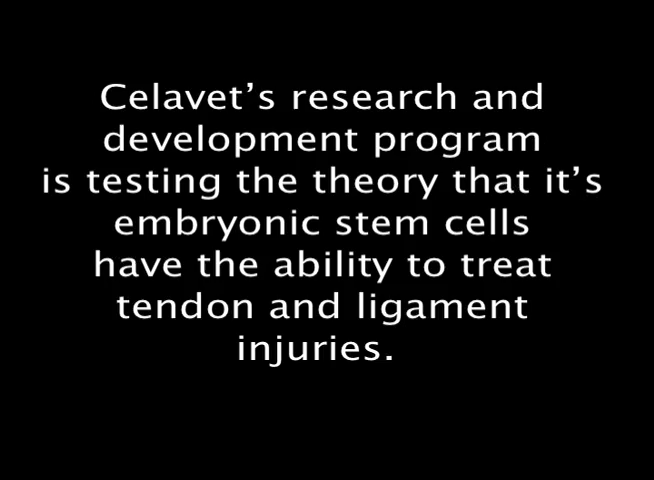 Celavet’s research and
development program
is testing the theory that it’s
embryonic stem cells
have the ability to treat
tendon and ligament
injuries.